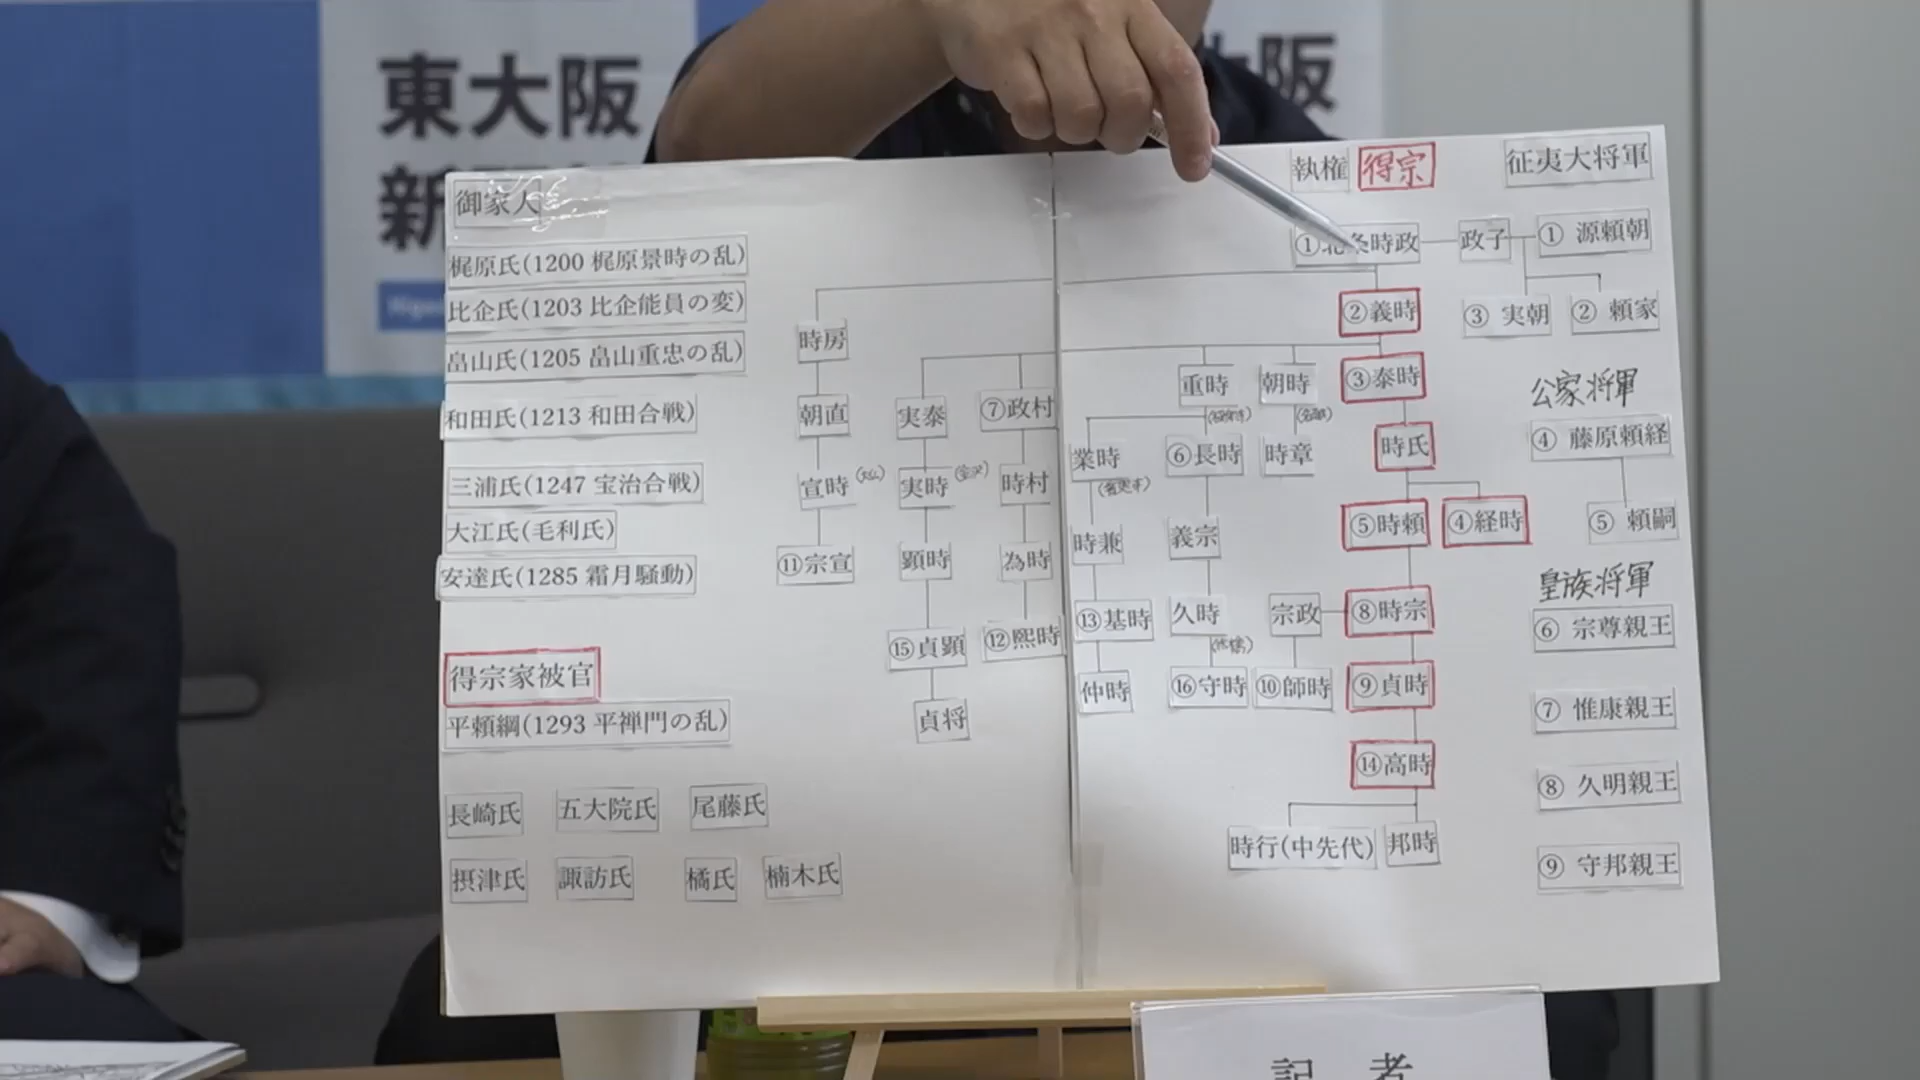 東大阪
新
阪
御家人
梶原氏(1200 梶原景時の乱)
比企氏(1203 比企能員の変)
畠山氏(1205 畠山重忠の乱)
和田氏(1213 和田合戦)
三浦氏(1247 宝治合戦)
大江氏(毛利氏)
安達氏(1285 霜月騒動)
得宗家被官
平頼綱(1293 平禅門の乱)
長崎氏 五大院氏 尾藤氏
摂津氏 諏訪氏 橘氏 楠木氏
執権 得宗 征夷大将軍
①北条時政 政子 ① 源頼朝
②義時 ③ 実朝 ② 頼家
時房 重時 朝時 ③泰時
朝直 実泰 ⑦政村
業時 ⑥長時 時章 時氏
宣時 実時 (金沢) 時村
時兼 義宗 ⑤時頼 ④経時
⑪宗宣 顕時 為時
⑬基時 久時 宗政 ⑧時宗
⑮貞顕 ⑫熙時
仲時 ⑯守時 ⑩師時 ⑨貞時
貞将
⑭高時
時行(中先代) 邦時
公家将軍
④ 藤原頼経
⑤ 頼嗣
皇族将軍
⑥ 宗尊親王
⑦ 惟康親王
⑧ 久明親王
⑨ 守邦親王
記 者